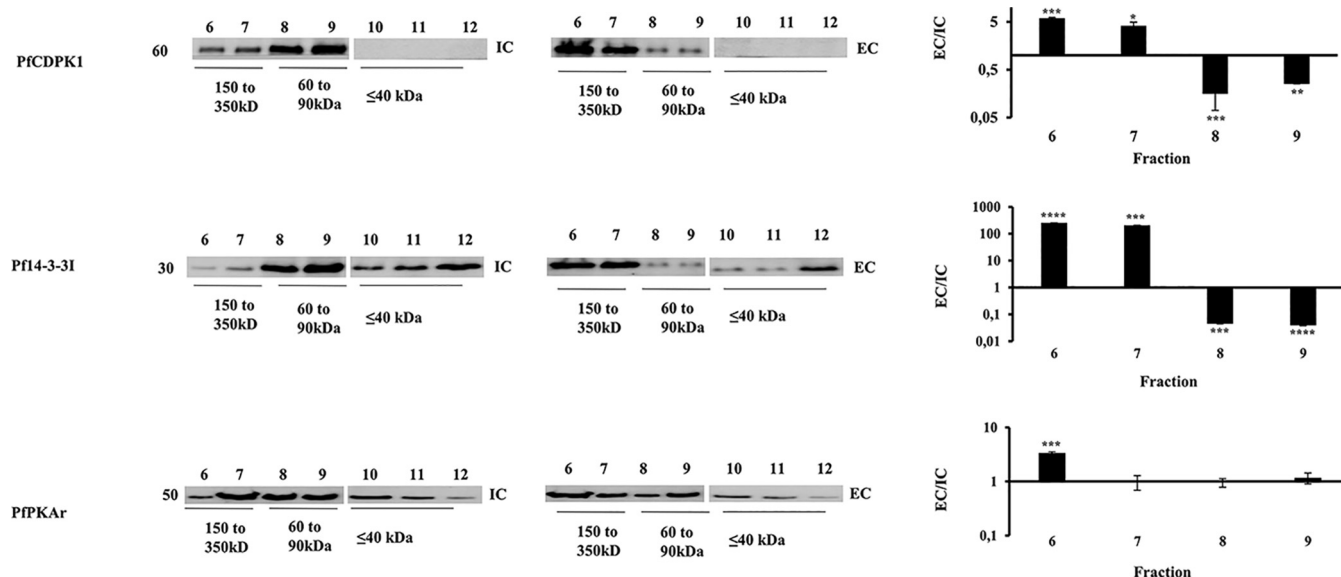 6 7 8 9 10 11 12
PfCDPK1
60
IC
150 to
350kD
60 to
90kDa
≤40 kDa
6 7 8 9 10 11 12
EC
150 to
350kD
60 to
90kDa
≤40 kDa
EC/IC
5
0,5
0,05
***
*
***
**
6 7 8 9
Fraction
6 7 8 9 10 11 12
Pf14-3-3I
30
IC
150 to
350kD
60 to
90kDa
≤40 kDa
6 7 8 9 10 11 12
EC
150 to
350kD
60 to
90kDa
≤40 kDa
EC/IC
1000
100
10
1
0,1
0,01
****
***
***
****
6 7 8 9
Fraction
6 7 8 9 10 11 12
PfPKAr
50
IC
150 to
350kD
60 to
90kDa
≤40 kDa
6 7 8 9 10 11 12
EC
150 to
350kD
60 to
90kDa
≤40 kDa
EC/IC
10
1
0,1
***
6 7 8 9
Fraction